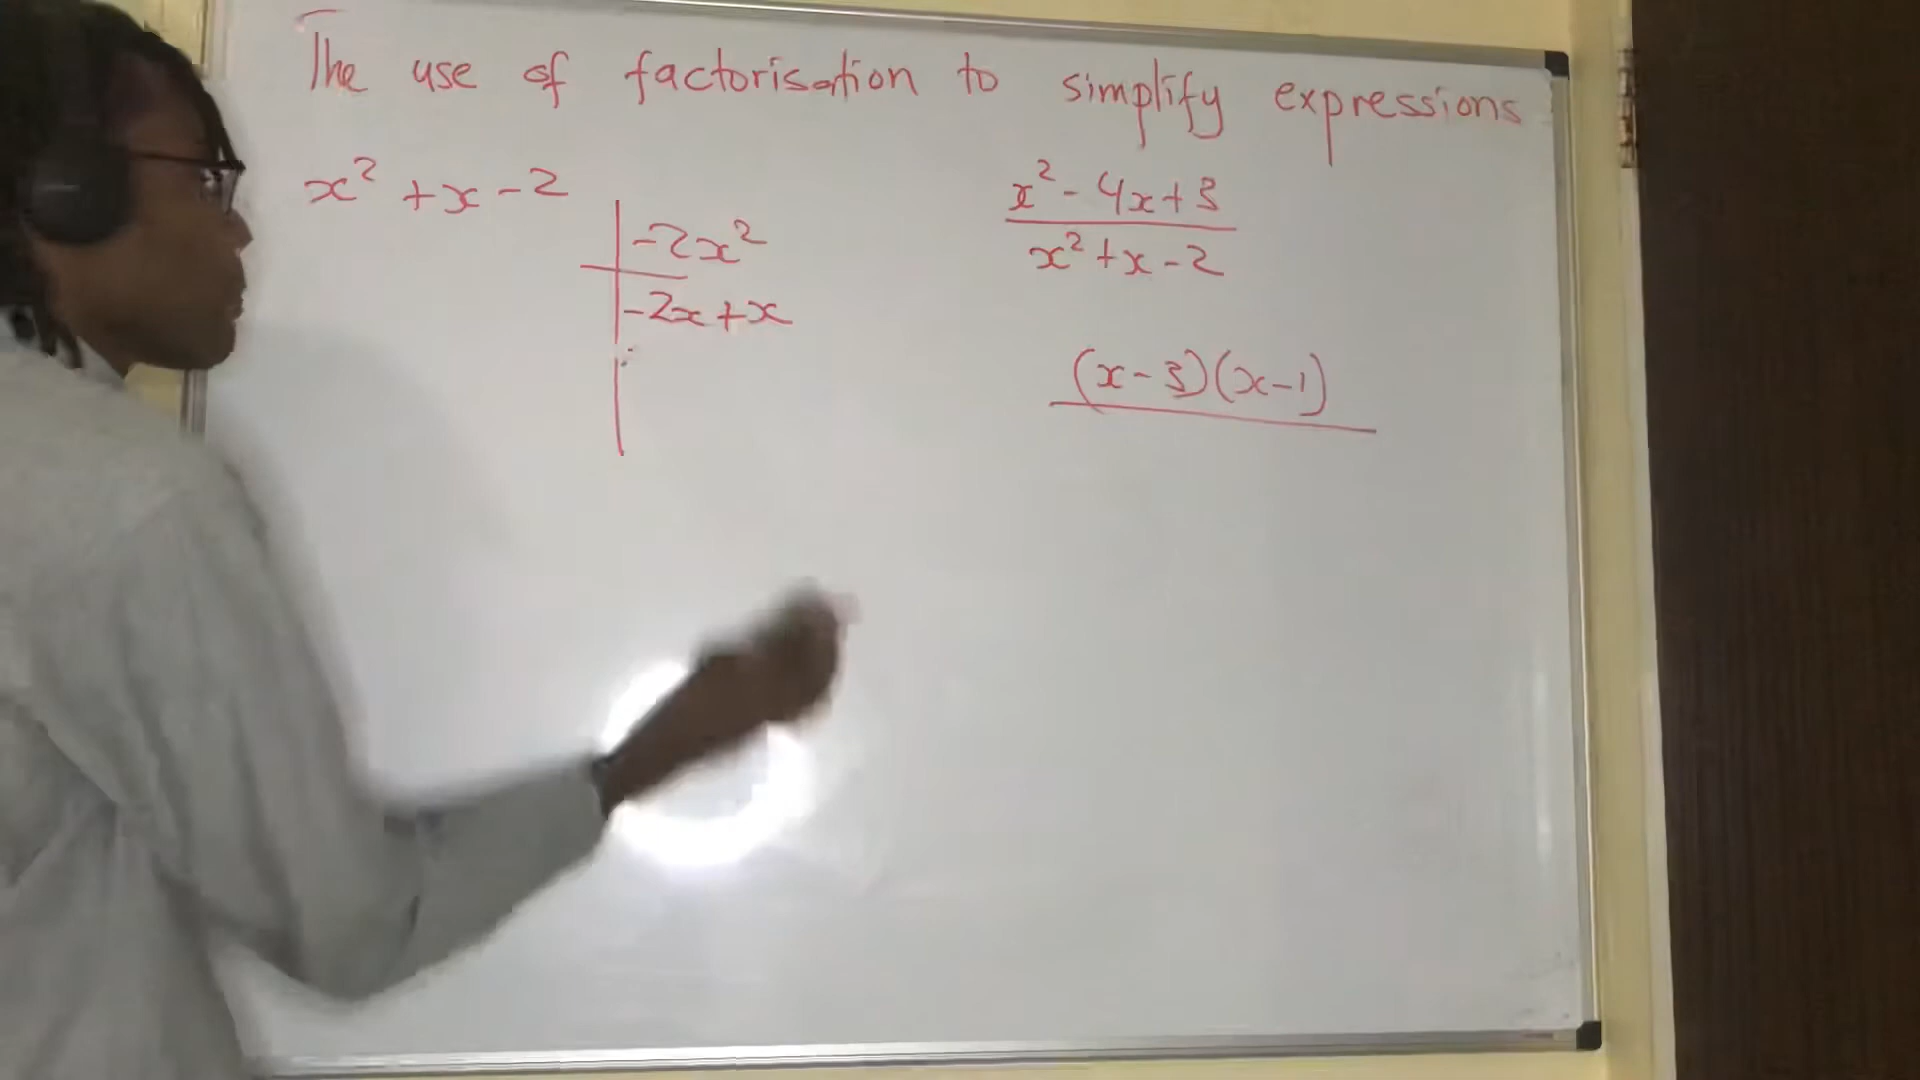 The use of factorisation to simplify expressions
x² + x - 2
-2x²
-2x + x
x² - 4x + 3
x² + x - 2
(x - 3)(x - 1)